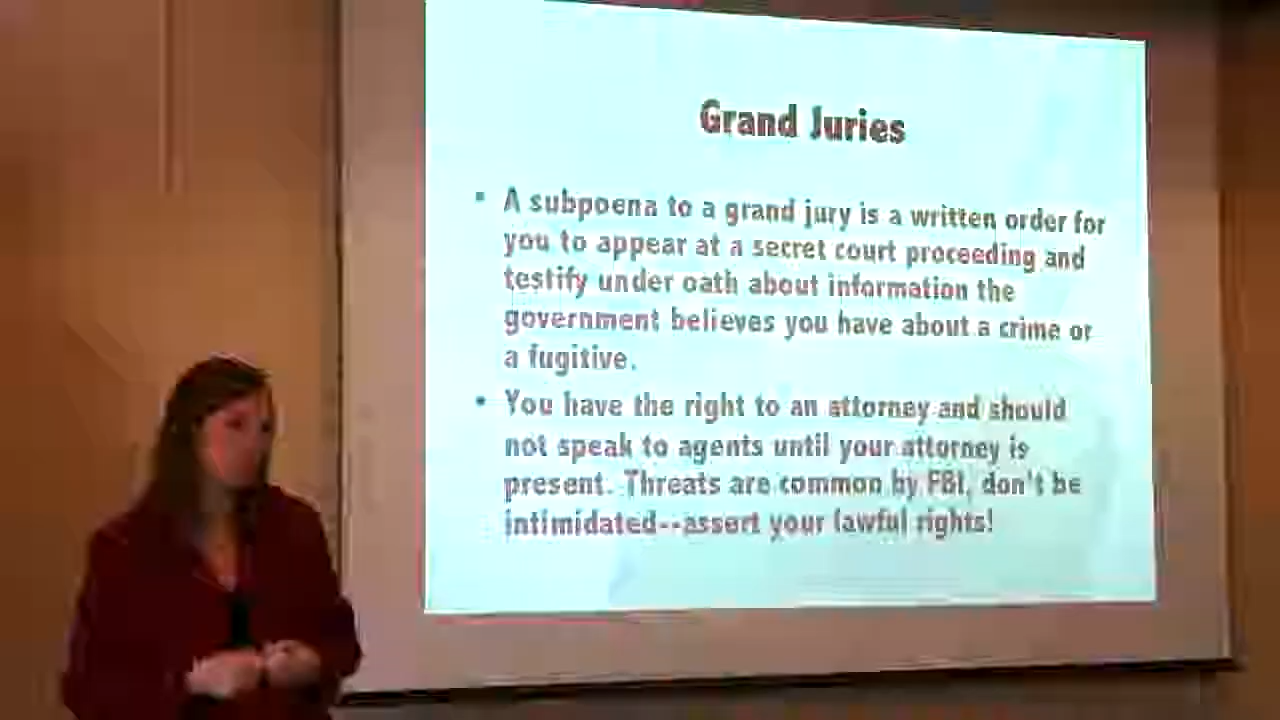 Grand Juries
• A subpoena to a grand jury is a written order for
you to appear at a secret court proceeding and
testify under oath about information the
government believes you have about a crime or
a fugitive.
• You have the right to an attorney and should
not speak to agents until your attorney is
present. Threats are common by FBI, don't be
intimidated--assert your lawful rights!